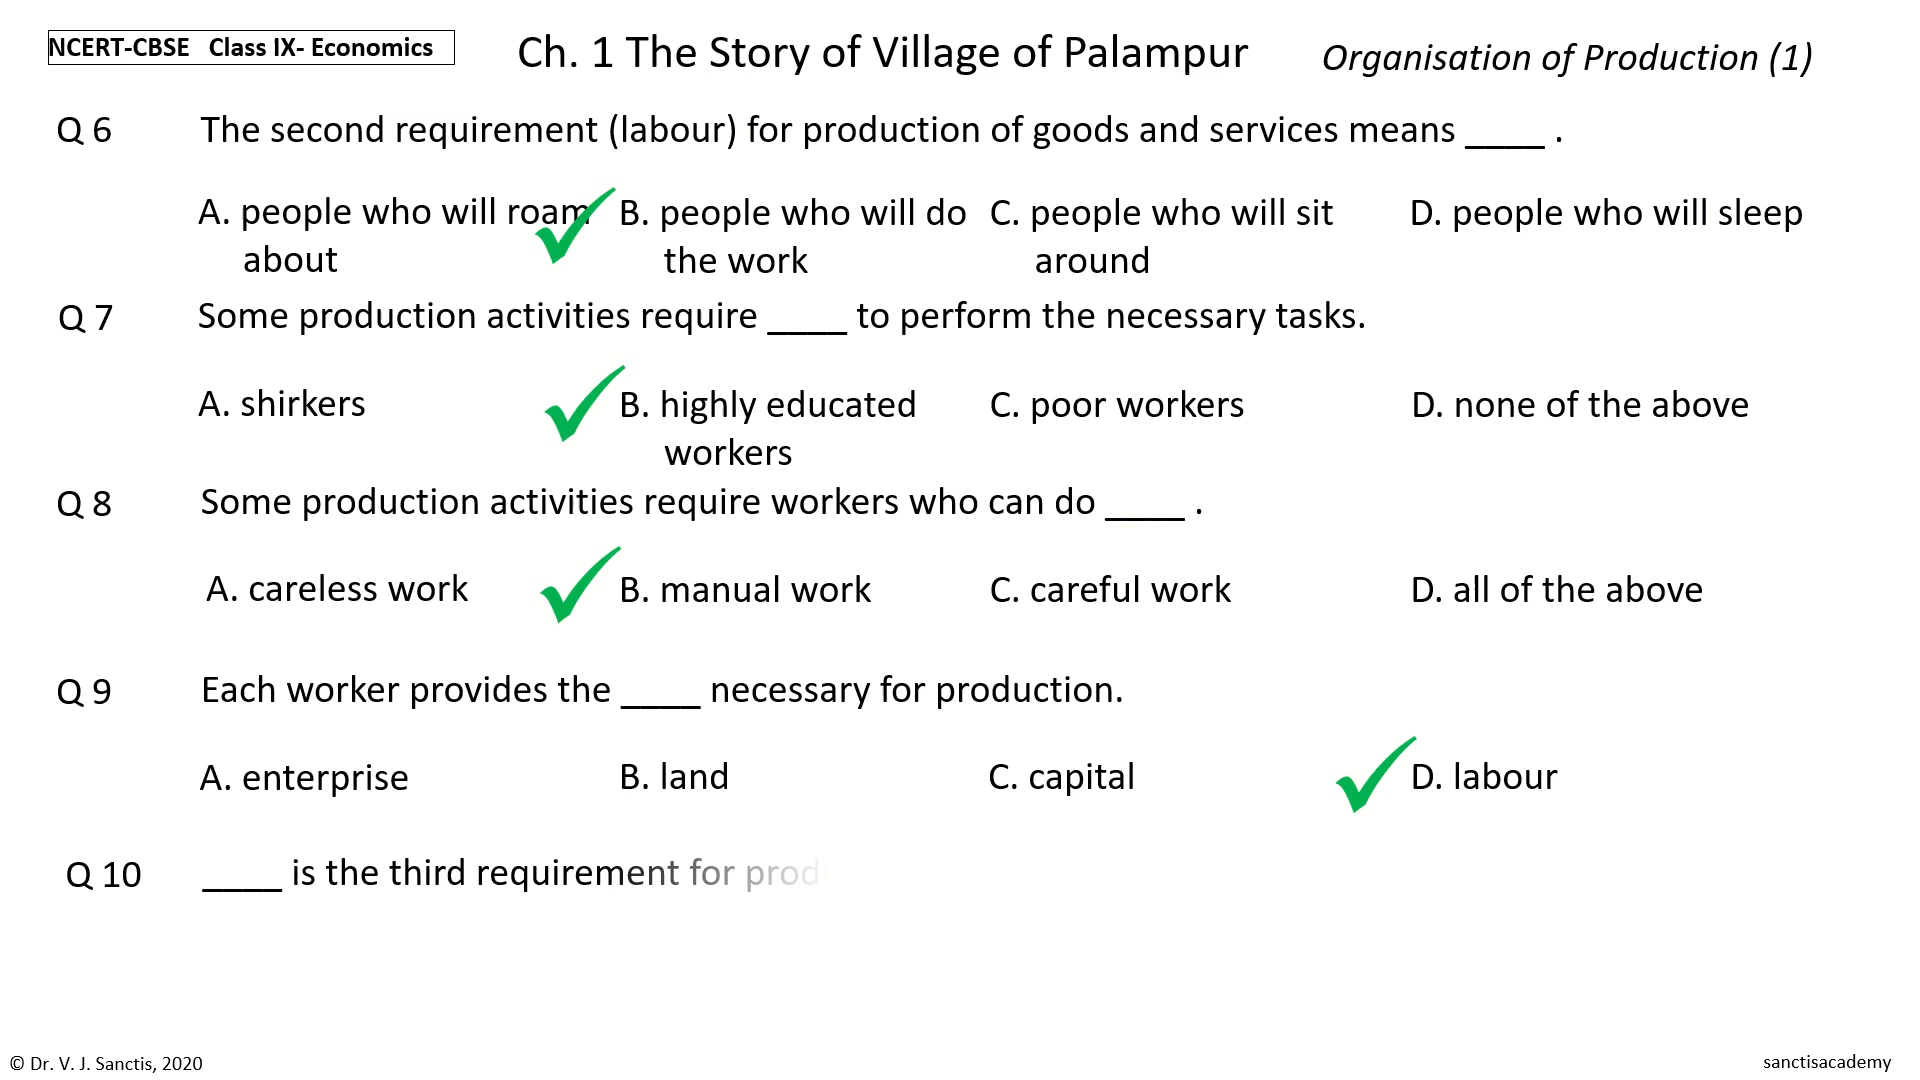 NCERT-CBSE Class IX- Economics
Ch. 1 The Story of Village of Palampur
Organisation of Production (1)
Q 6 The second requirement (labour) for production of goods and services means ____ .
A. people who will roam about
B. people who will do the work
C. people who will sit around
D. people who will sleep
Q 7 Some production activities require ____ to perform the necessary tasks.
A. shirkers
B. highly educated workers
C. poor workers
D. none of the above
Q 8 Some production activities require workers who can do ____ .
A. careless work
B. manual work
C. careful work
D. all of the above
Q 9 Each worker provides the ____ necessary for production.
A. enterprise
B. land
C. capital
D. labour
Q 10 ____ is the third requirement for prod
© Dr. V. J. Sanctis, 2020
sanctisacademy